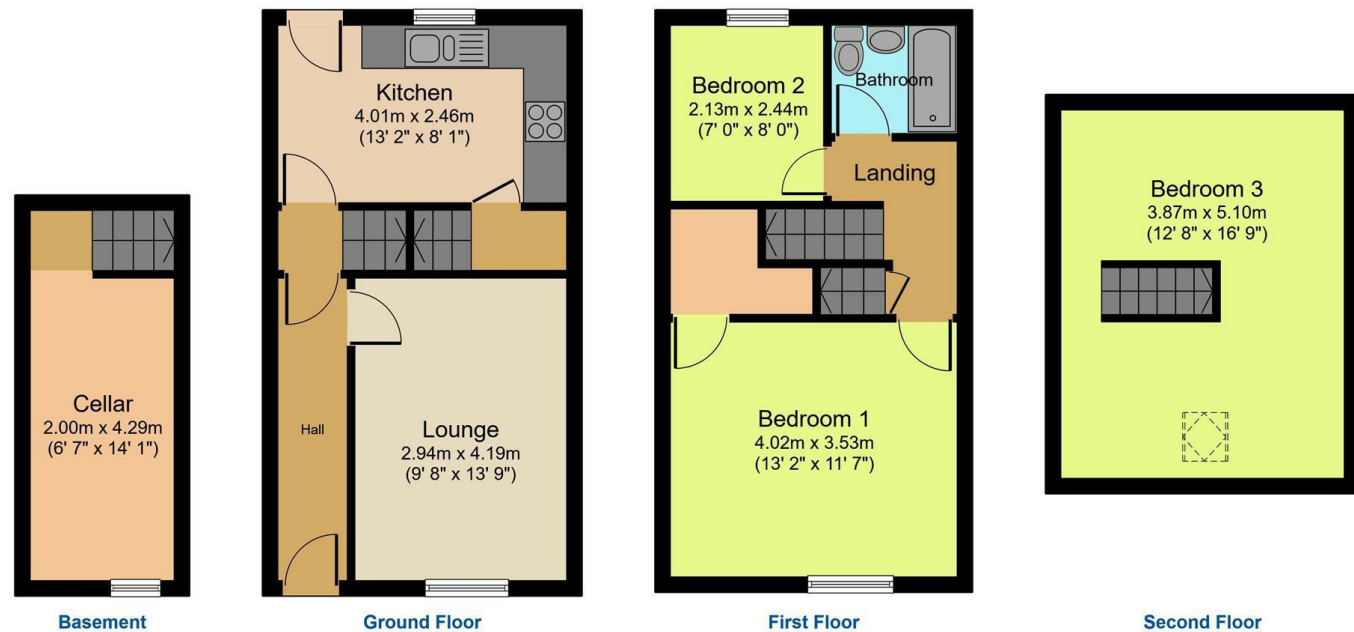 Cellar
2.00m x 4.29m
(6' 7" x 14' 1")
Basement
Kitchen
4.01m x 2.46m
(13' 2" x 8' 1")
Hall
Lounge
2.94m x 4.19m
(9' 8" x 13' 9")
Ground Floor
Bedroom 2
2.13m x 2.44m
(7' 0" x 8' 0")
Bathroom
Landing
Bedroom 1
4.02m x 3.53m
(13' 2" x 11' 7")
First Floor
Bedroom 3
3.87m x 5.10m
(12' 8" x 16' 9")
Second Floor